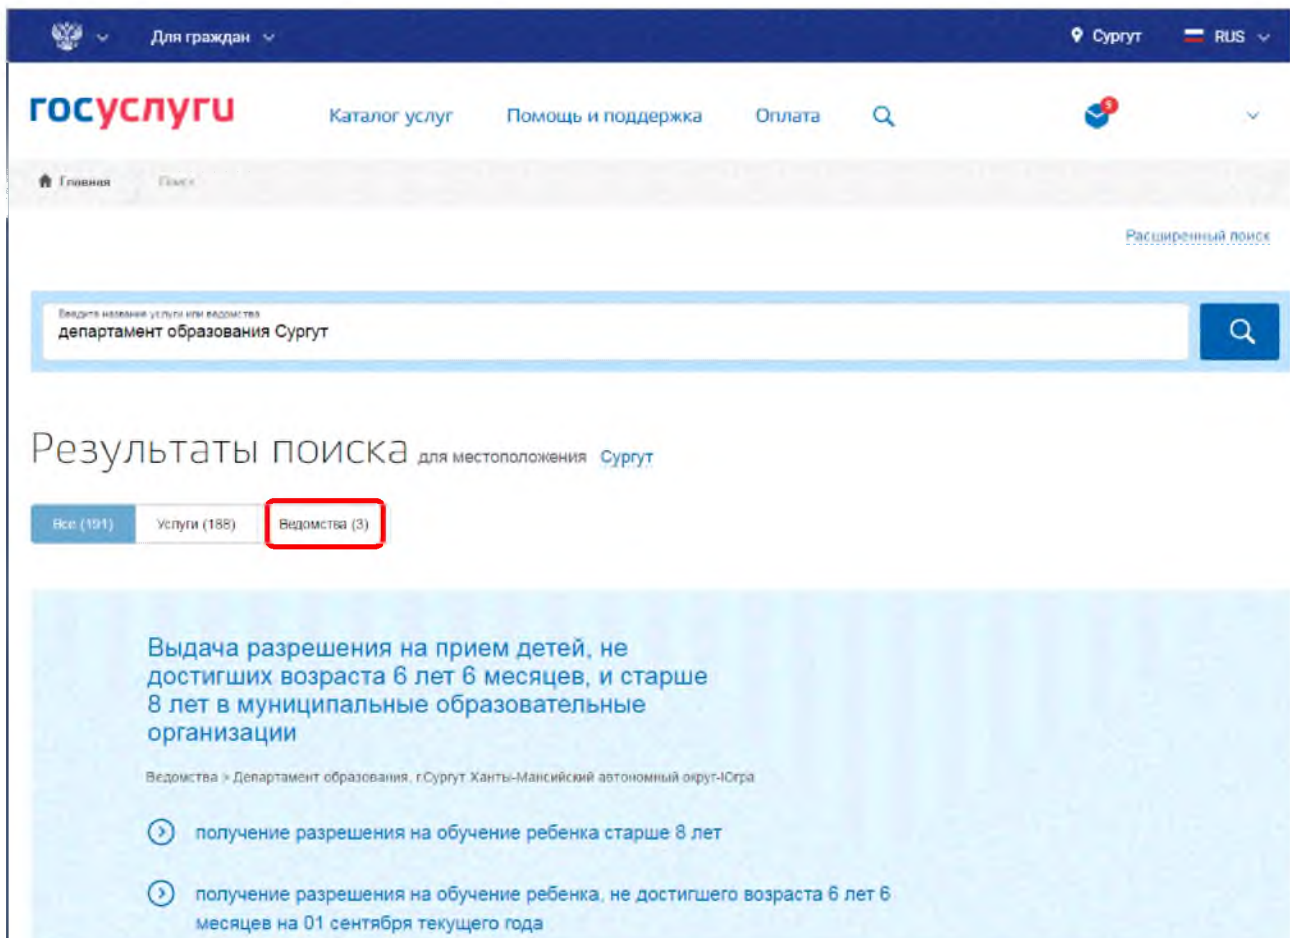 Для граждан
Сургут
RUS
госуслуги
Каталог услуг
Помощь и поддержка
Оплата
9
Главная
Поиск
Расширенный поиск
Введите название услуги или ведомства
департамент образования Сургут
Результаты поиска для местоположения Сургут
Все (191)
Услуги (188)
Ведомства (3)
Выдача разрешения на прием детей, не
достигших возраста 6 лет 6 месяцев, и старше
8 лет в муниципальные образовательные
организации
Ведомства > Департамент образования, г.Сургут Ханты-Мансийский автономный округ-Югра
получение разрешения на обучение ребенка старше 8 лет
получение разрешения на обучение ребенка, не достигшего возраста 6 лет 6
месяцев на 01 сентября текущего года